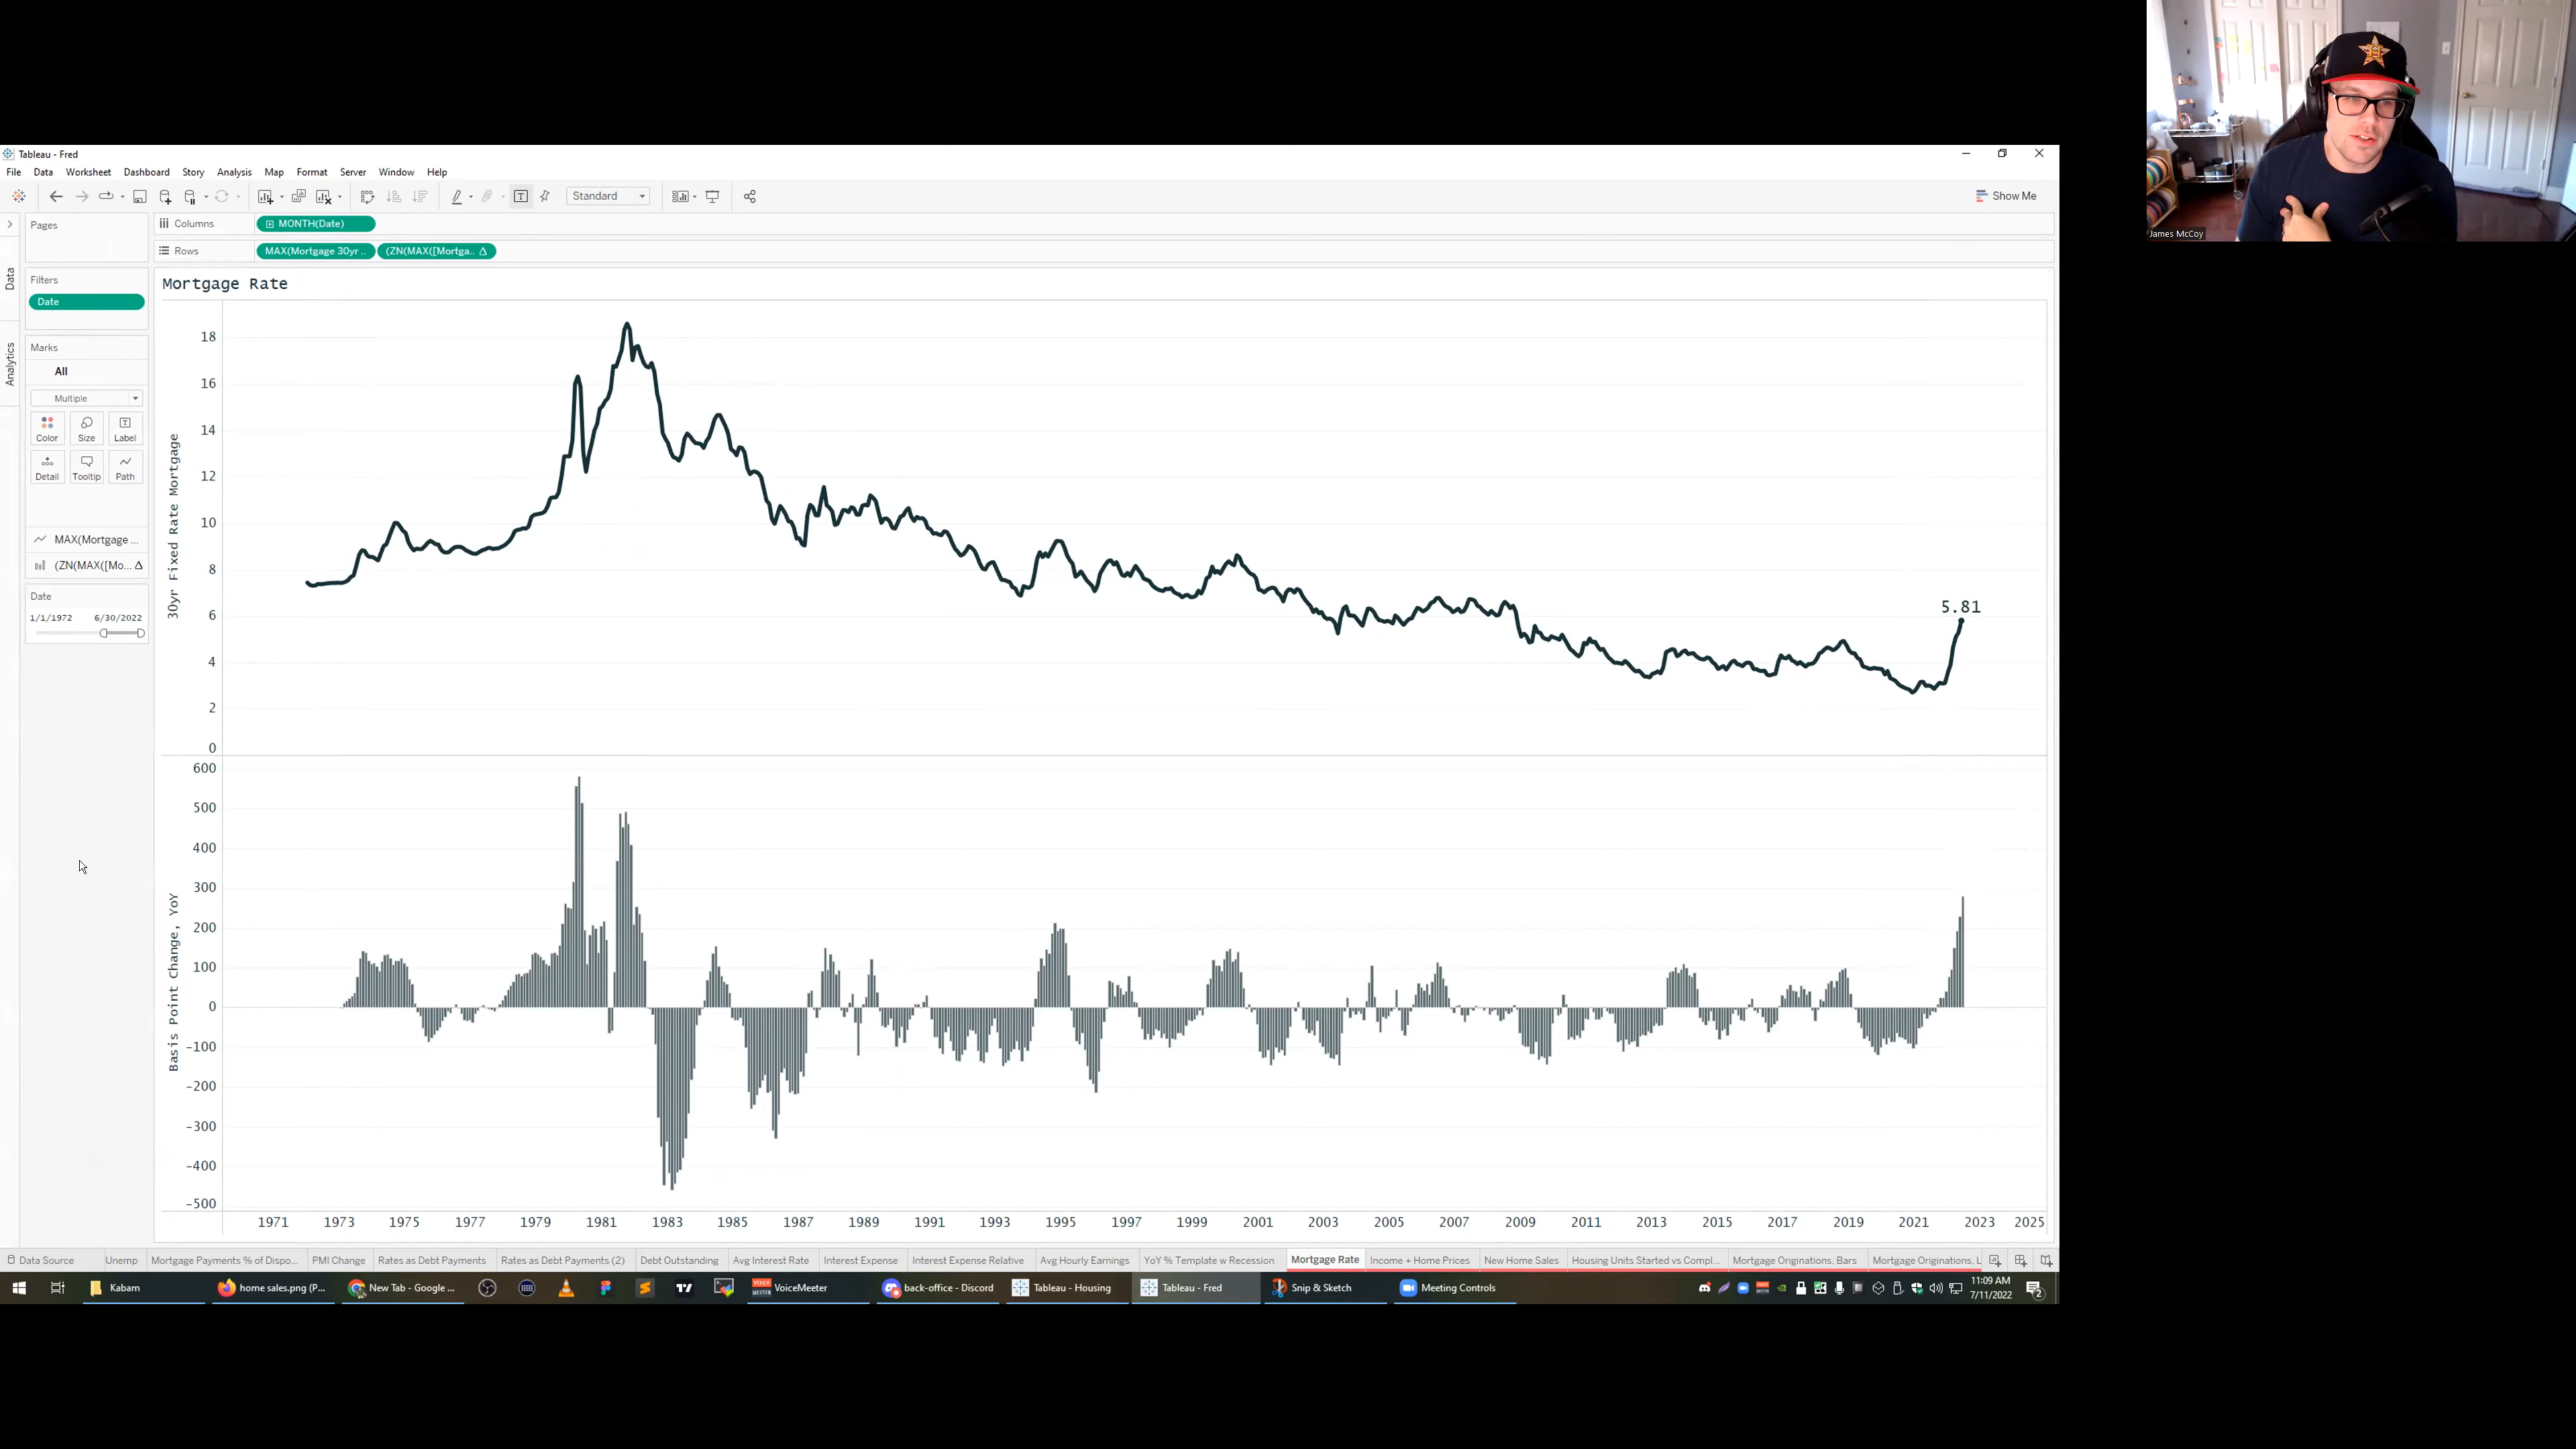 Tableau - Fred
File Data Worksheet Dashboard Story Analysis Map Format Server Window Help
Standard
Show Me
Pages
Columns
MONTH(Date)
Rows
MAX(Mortgage 30yr ..
(ZN(MAX([Mortga.. Δ
Data
Analytics
Filters
Date
Marks
All
Multiple
Color
Size
Label
Detail
Tooltip
Path
MAX(Mortgage ...
(ZN(MAX([Mo... Δ
Date
1/1/1972
6/30/2022
Mortgage Rate
30yr Fixed Rate Mortgage
18
16
14
12
10
8
6
4
2
0
5.81
Basis Point Change, YoY
600
500
400
300
200
100
0
-100
-200
-300
-400
-500
1971 1973 1975 1977 1979 1981 1983 1985 1987 1989 1991 1993 1995 1997 1999 2001 2003 2005 2007 2009 2011 2013 2015 2017 2019 2021 2023 2025
Data Source Unemp Mortgage Payments % of Dispo... PMI Change Rates as Debt Payments Rates as Debt Payments (2) Debt Outstanding Avg Interest Rate Interest Expense Interest Expense Relative Avg Hourly Earnings YoY % Template w Recession Mortgage Rate Income + Home Prices New Home Sales Housing Units Started vs Compl... Mortgage Originations, Bars Mortgage Originations, L
Kabam
home sales.png (P...
New Tab - Google ...
VoiceMeeter
back-office - Discord
Tableau - Housing
Tableau - Fred
Snip & Sketch
Meeting Controls
11:09 AM
7/11/2022
2
James McCoy